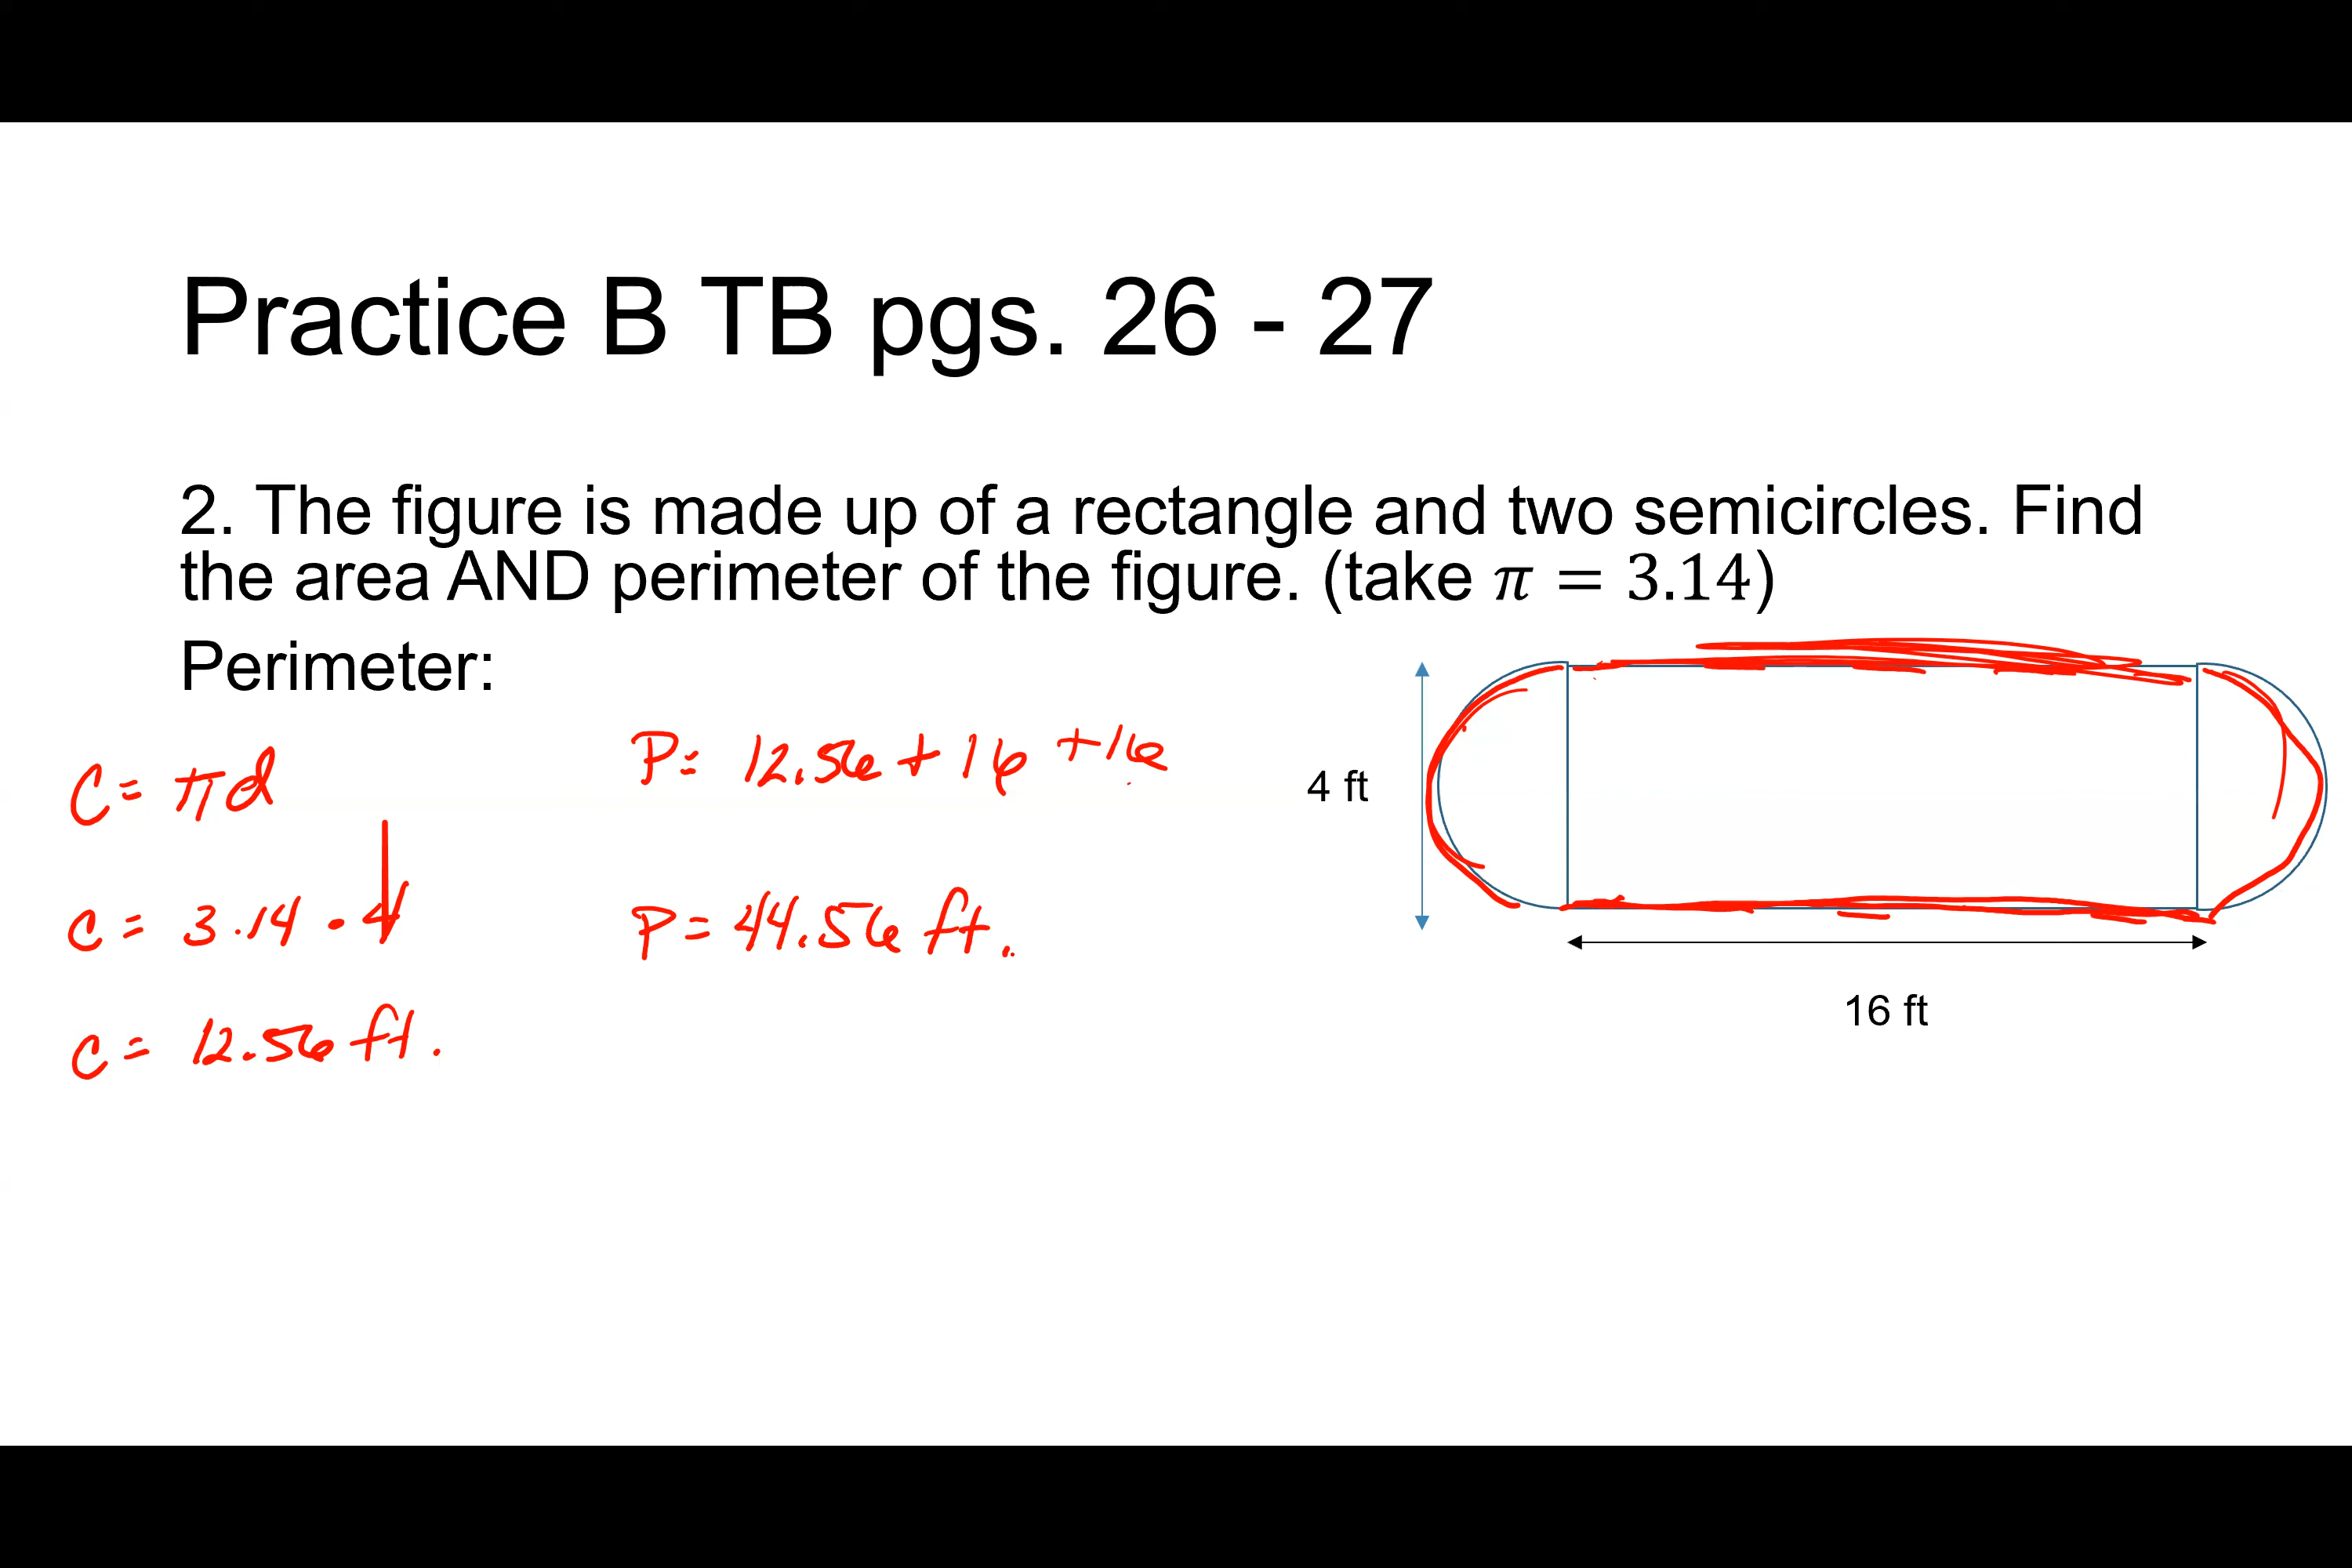 Practice B TB pgs. 26 - 27
2. The figure is made up of a rectangle and two semicircles. Find
the area AND perimeter of the figure. (take π = 3.14)
Perimeter:
C = πd
C = 3.14 · 4
C = 12.56 ft.
P = 12.56 + 16 + 16
P = 44.56 ft.
4 ft
16 ft